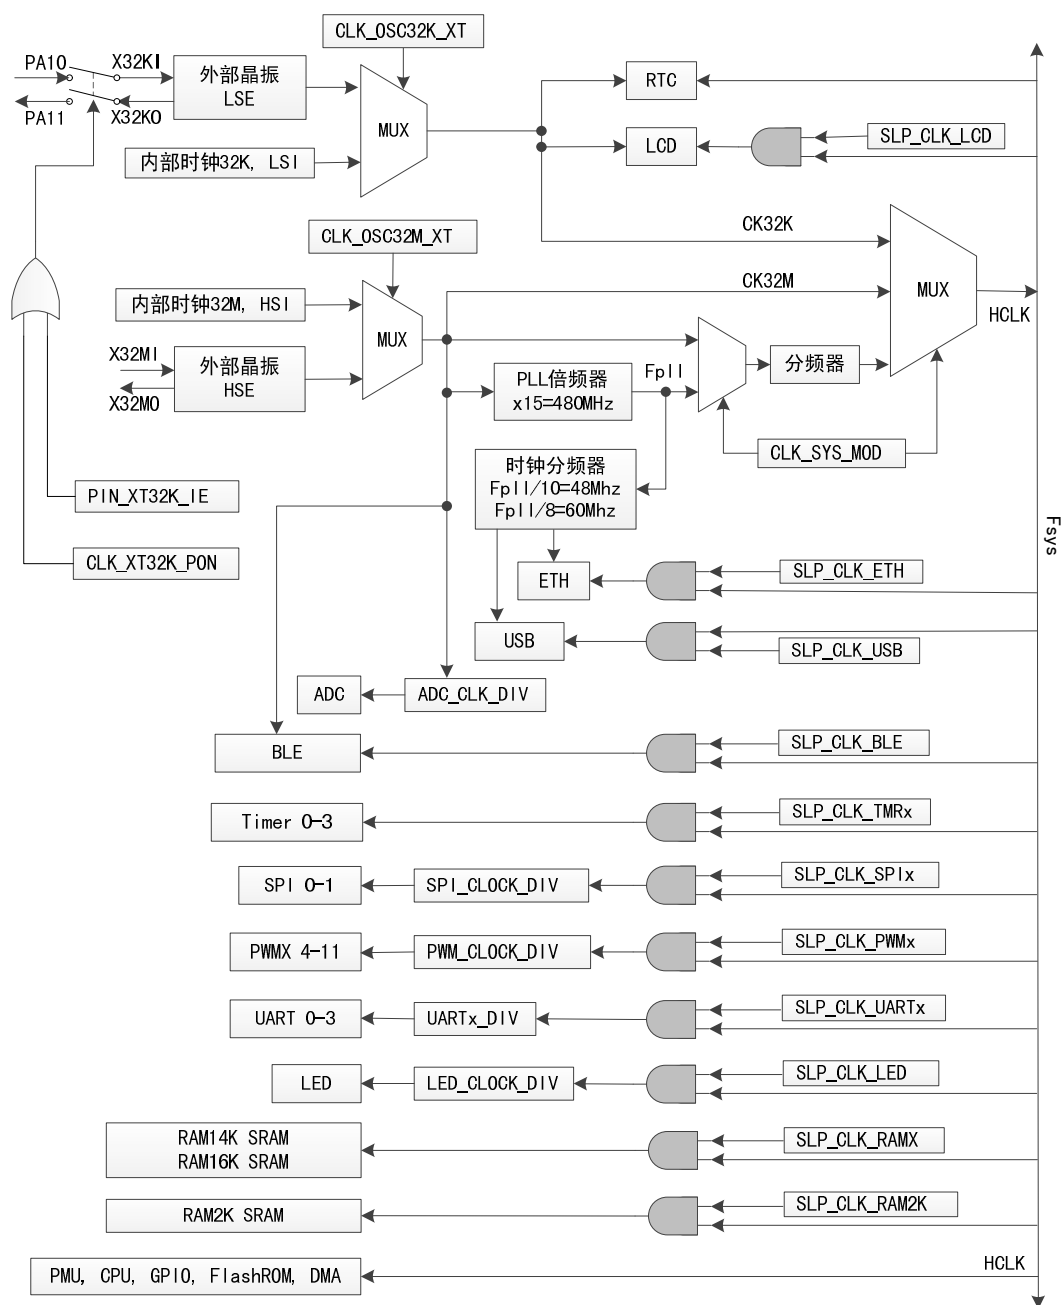 CLK_OSC32K_XT
PA10
X32KI
外部晶振
LSE
PA11
X32KO
MUX
RTC
内部时钟32K, LSI
LCD
SLP_CLK_LCD
CLK_OSC32M_XT
CK32K
内部时钟32M, HSI
CK32M
MUX
MUX
HCLK
X32MI
外部晶振
HSE
X32MO
PLL倍频器
x15=480MHz
Fpll
分频器
CLK_SYS_MOD
时钟分频器
Fpll/10=48Mhz
Fpll/8=60Mhz
PIN_XT32K_IE
Fsys
CLK_XT32K_PON
ETH
SLP_CLK_ETH
USB
SLP_CLK_USB
ADC
ADC_CLK_DIV
BLE
SLP_CLK_BLE
Timer 0-3
SLP_CLK_TMRx
SPI 0-1
SPI_CLOCK_DIV
SLP_CLK_SPIx
PWMX 4-11
PWM_CLOCK_DIV
SLP_CLK_PWMx
UART 0-3
UARTx_DIV
SLP_CLK_UARTx
LED
LED_CLOCK_DIV
SLP_CLK_LED
RAM14K SRAM
RAM16K SRAM
SLP_CLK_RAMX
RAM2K SRAM
SLP_CLK_RAM2K
PMU, CPU, GPIO, FlashROM, DMA
HCLK